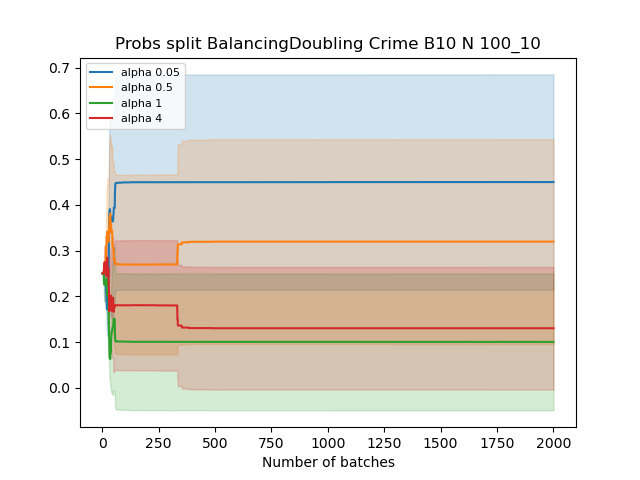 Probs split BalancingDoubling Crime B10 N 100_10
alpha 0.05
alpha 0.5
alpha 1
alpha 4
0.7
0.6
0.5
0.4
0.3
0.2
0.1
0.0
0 250 500 750 1000 1250 1500 1750 2000
Number of batches